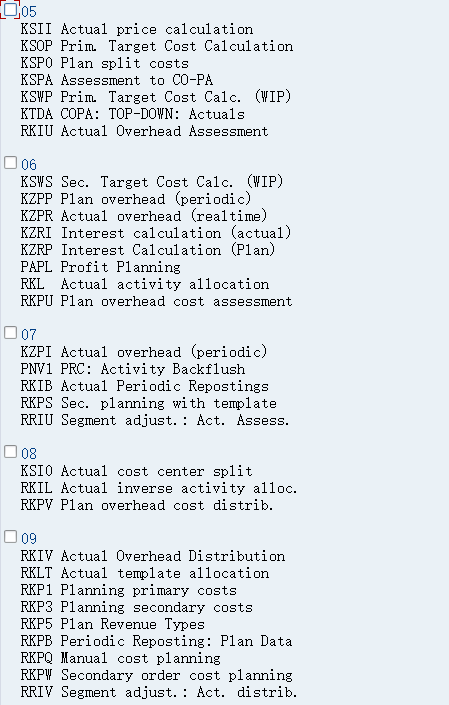 05
KSII Actual price calculation
KSOP Prim. Target Cost Calculation
KSPO Plan split costs
KSPA Assessment to CO-PA
KSWP Prim. Target Cost Calc. (WIP)
KTDA COPA: TOP-DOWN: Actuals
RKIU Actual Overhead Assessment
06
KSWS Sec. Target Cost Calc. (WIP)
KZPP Plan overhead (periodic)
KZPR Actual overhead (realtime)
KZRI Interest calculation (actual)
KZRP Interest Calculation (Plan)
PAPL Profit Planning
RKL Actual activity allocation
RKPU Plan overhead cost assessment
07
KZPI Actual overhead (periodic)
PNV1 PRC: Activity Backflush
RKIB Actual Periodic Repostings
RKPS Sec. planning with template
RRIU Segment adjust.: Act. Assess.
08
KSIO Actual cost center split
RKIL Actual inverse activity alloc.
RKPV Plan overhead cost distrib.
09
RKIV Actual Overhead Distribution
RKLT Actual template allocation
RKP1 Planning primary costs
RKP3 Planning secondary costs
RKP5 Plan Revenue Types
RKPB Periodic Reposting: Plan Data
RKPQ Manual cost planning
RKPW Secondary order cost planning
RRIV Segment adjust.: Act. distrib.